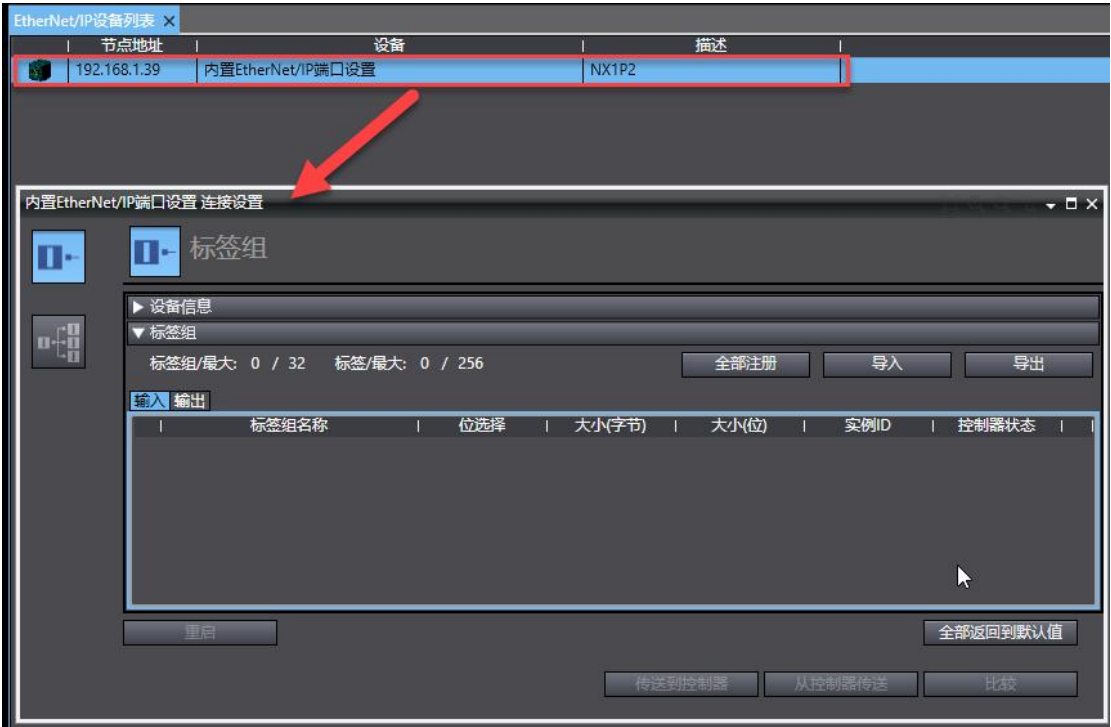 EtherNet/IP设备列表 ×
节点地址 设备 描述
192.168.1.39 内置EtherNet/IP端口设置 NX1P2
内置EtherNet/IP端口设置 连接设置
标签组
▶ 设备信息
▼ 标签组
标签组/最大: 0 / 32 标签/最大: 0 / 256 全部注册 导入 导出
输入 输出
标签组名称 位选择 大小(字节) 大小(位) 实例ID 控制器状态
重启 全部返回到默认值
传送到控制器 从控制器传送 比较